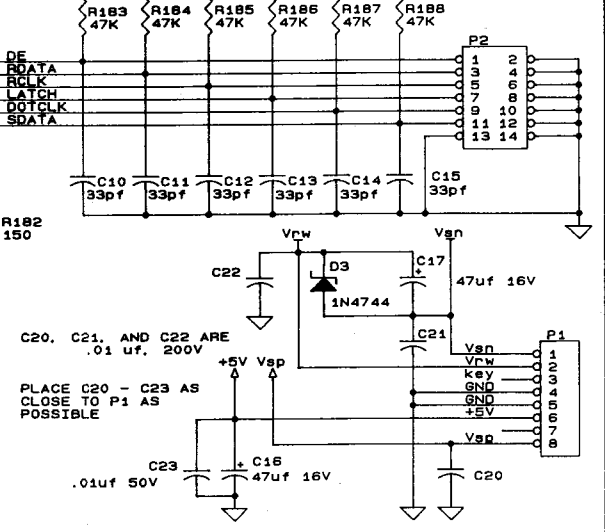 R183 R184 R185 R186 R187 R188
47K 47K 47K 47K 47K 47K
P2
DE 1 2
RDATA 3 4
RCLK 5 6
LATCH 7 8
DOTCLK 9 10
SDATA 11 12
13 14
C10 C11 C12 C13 C14 C15
33pf 33pf 33pf 33pf 33pf 33pf
R182
150
Vrw Vsn
C22 D3 C17
47uf 16V
1N4744
C20, C21, AND C22 ARE
.01 uf, 200V
C21
P1
+5V Vsp
Vsn 1
Vrw 2
key 3
GND 4
GND 5
+5V 6
7
Vsp 8
PLACE C20 - C23 AS
CLOSE TO P1 AS
POSSIBLE
C23 + C16
.01uf 50V 47uf 16V
C20